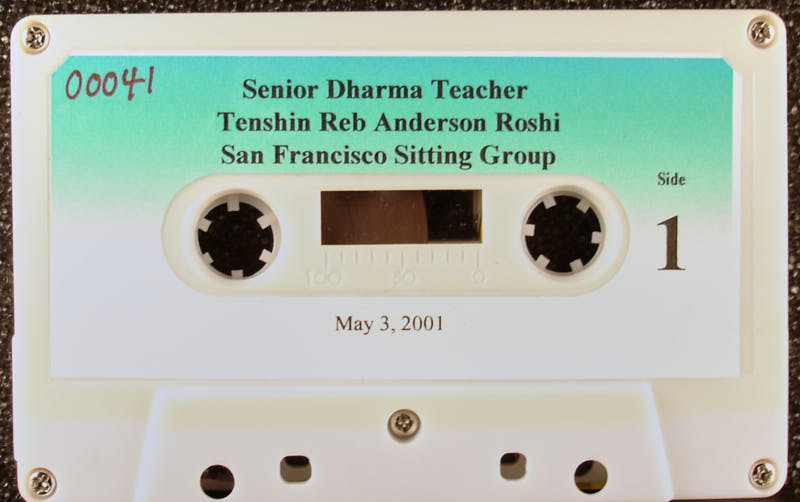 00041
Senior Dharma Teacher
Tenshin Reb Anderson Roshi
San Francisco Sitting Group
Side
1
100 50 0
May 3, 2001